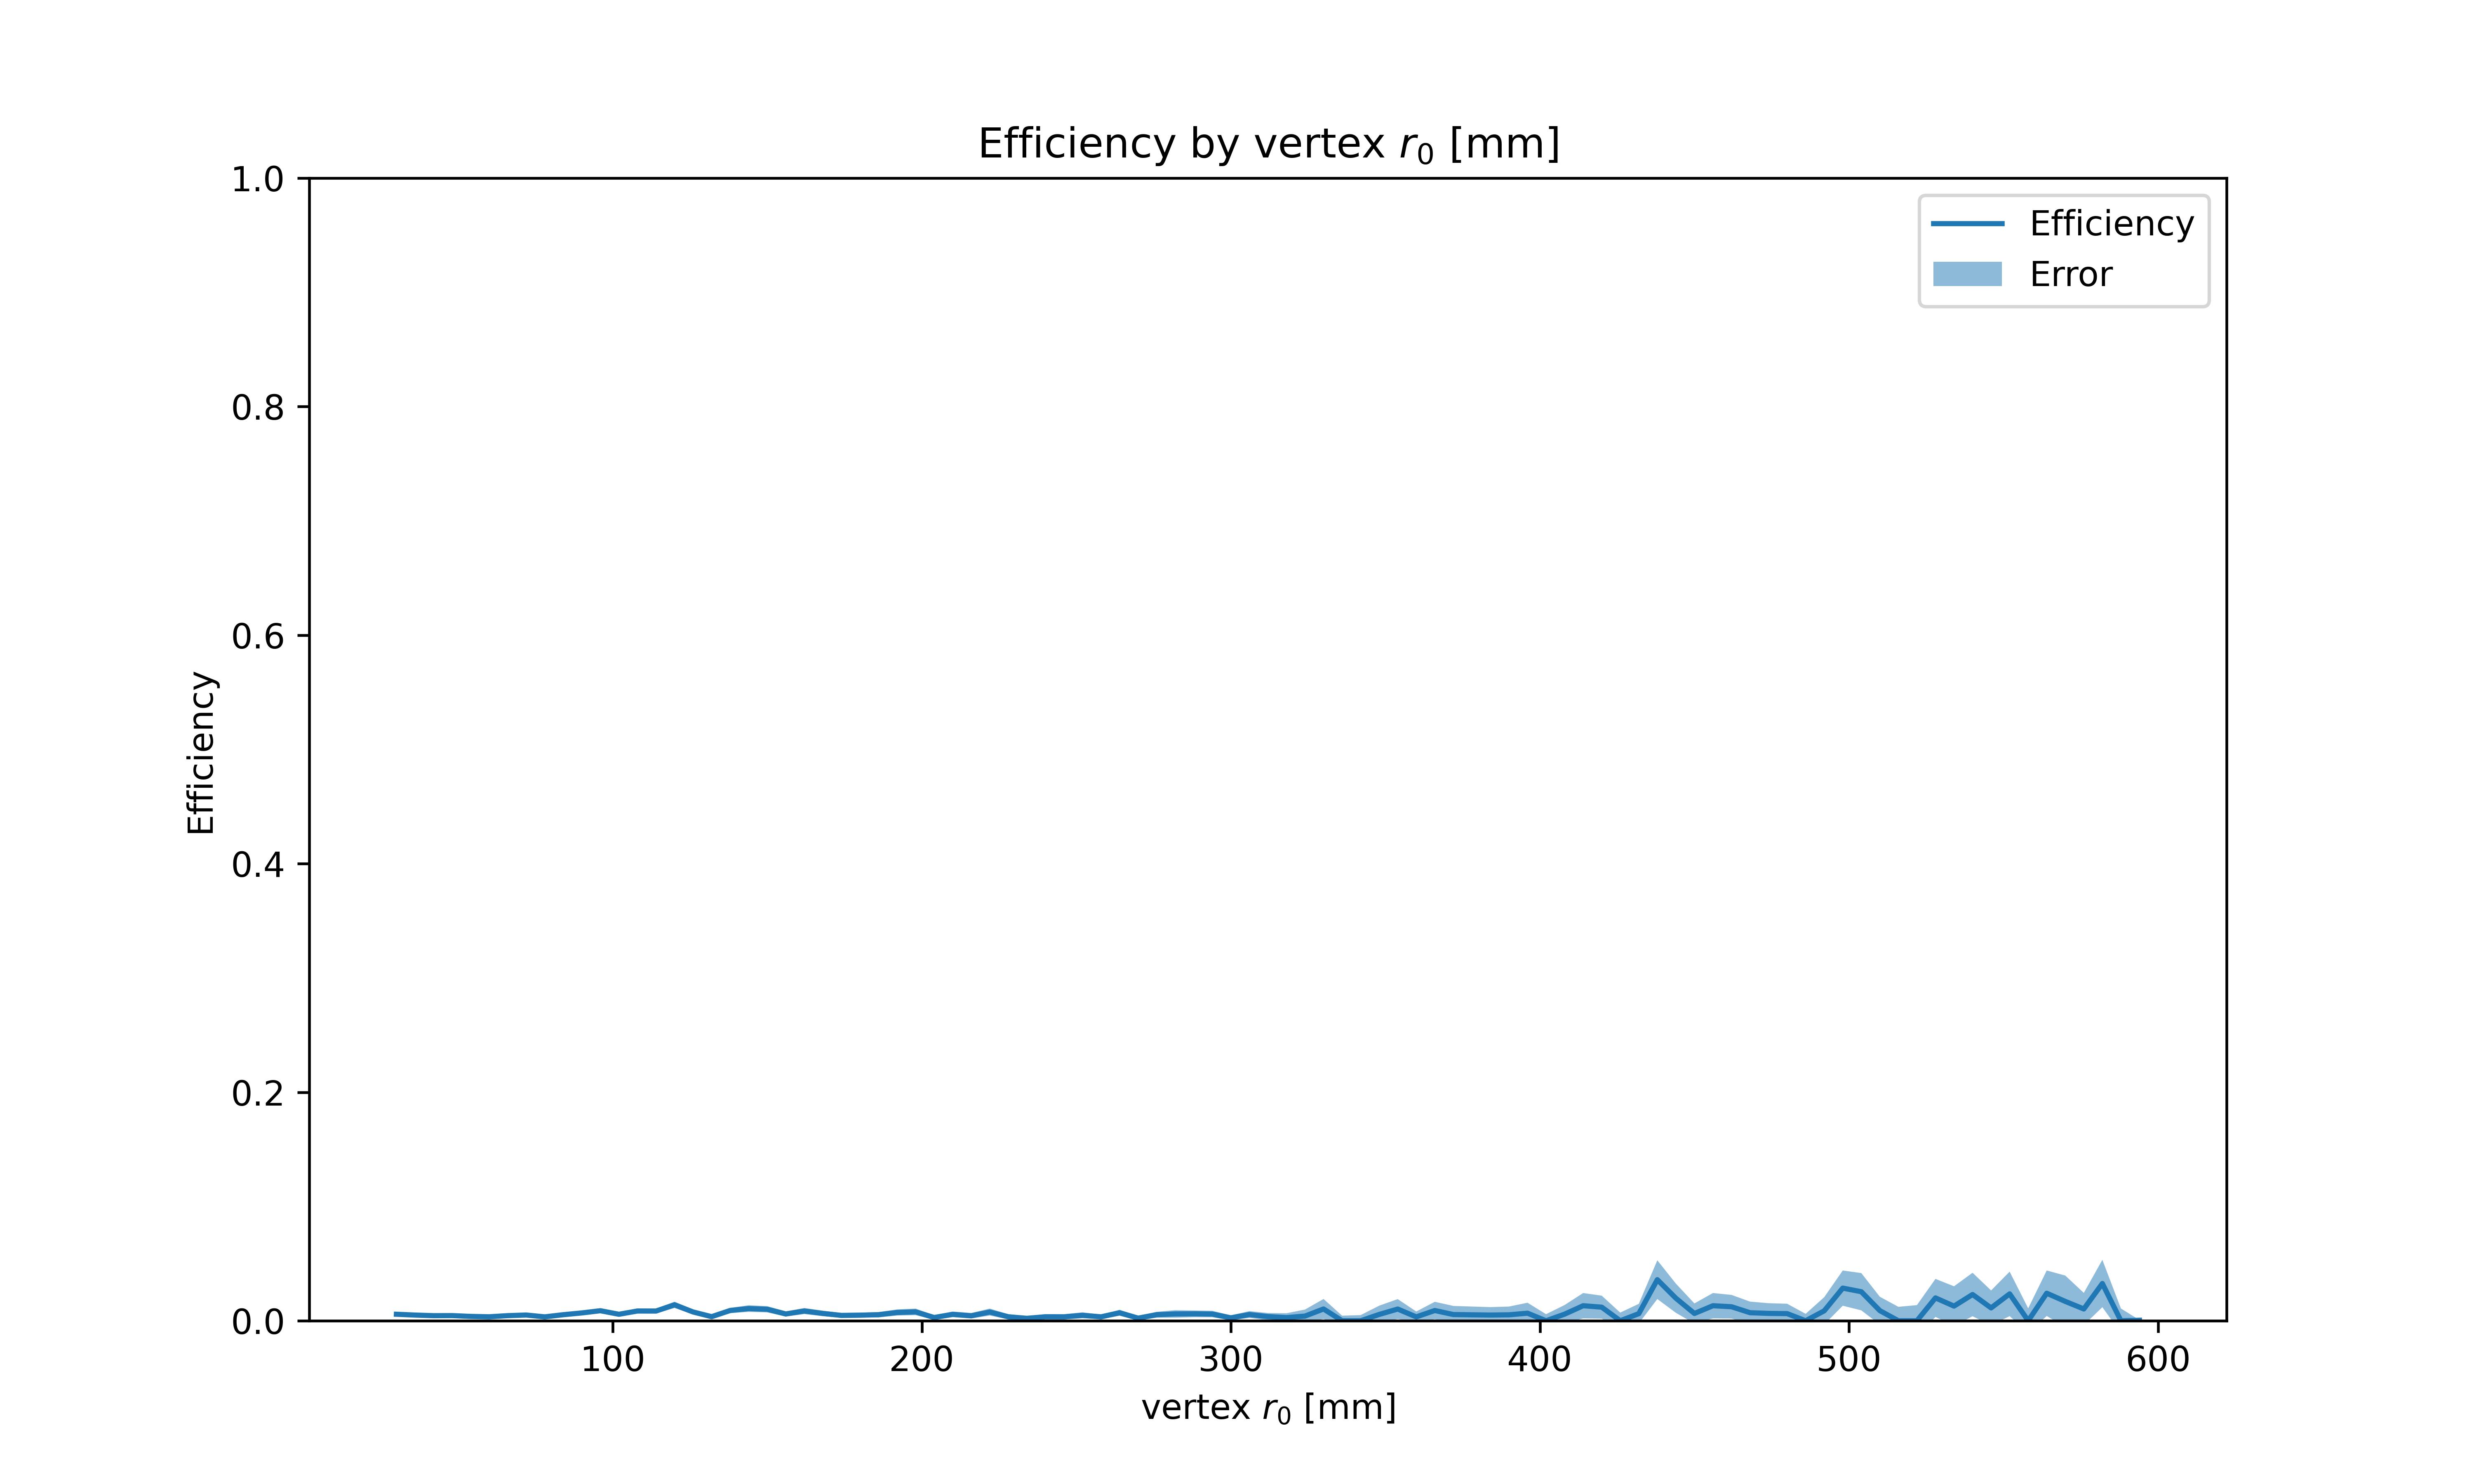 Efficiency by vertex r₀ [mm]
1.0
0.8
0.6
0.4
0.2
0.0
Efficiency
Efficiency
Error
100 200 300 400 500 600
vertex r₀ [mm]